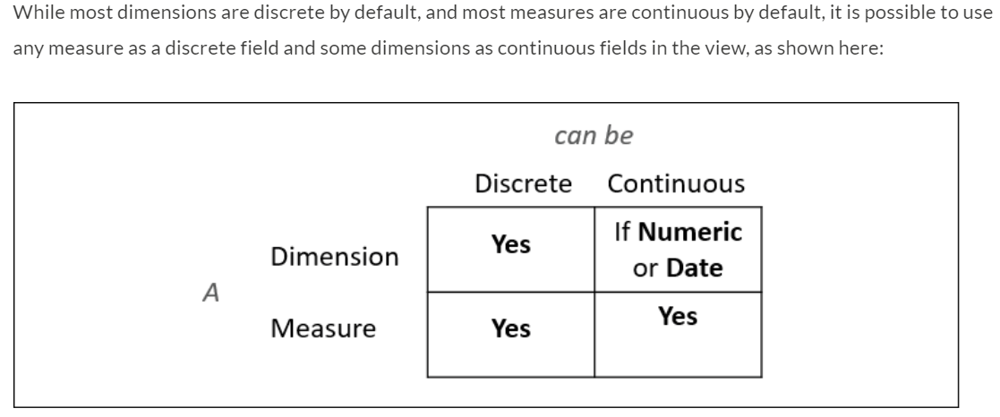 While most dimensions are discrete by default, and most measures are continuous by default, it is possible to use
any measure as a discrete field and some dimensions as continuous fields in the view, as shown here:
can be
Discrete Continuous
Dimension Yes If Numeric
or Date
A
Measure Yes Yes